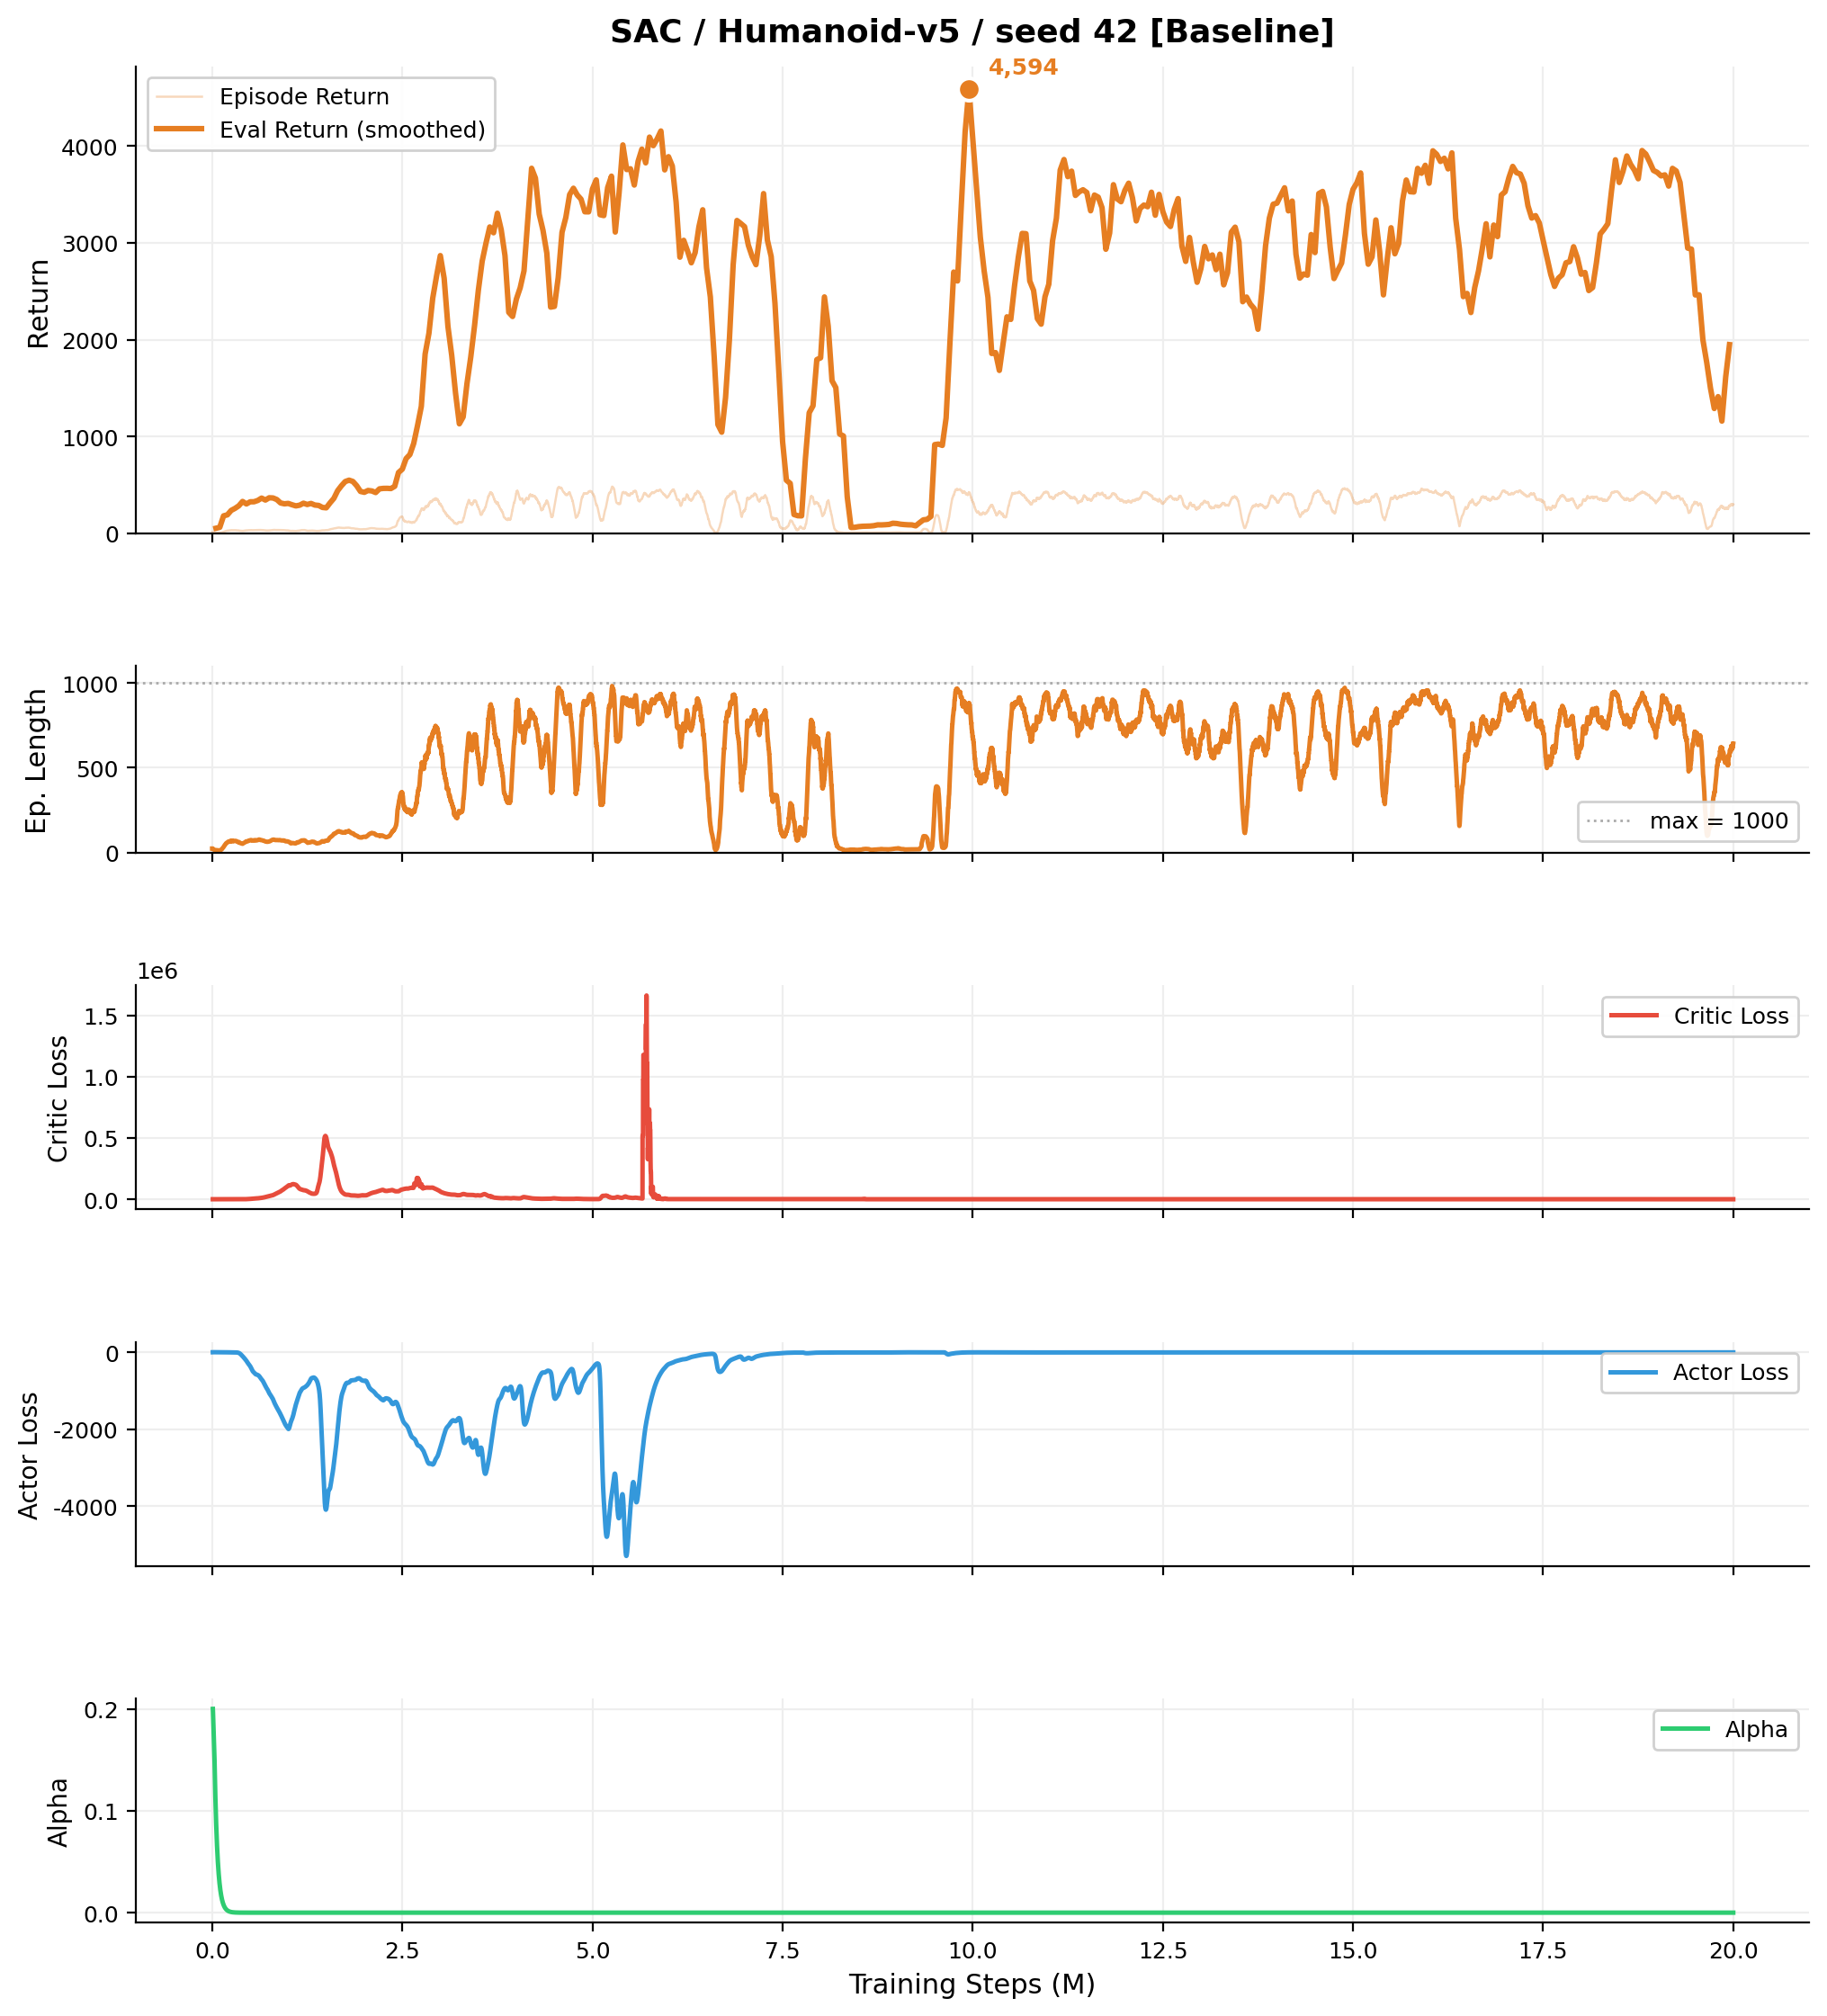 SAC / Humanoid-v5 / seed 42 [Baseline]
4,594
Episode Return
Eval Return (smoothed)
Return
4000
3000
2000
1000
0
Ep. Length
1000
500
0
max = 1000
1e6
Critic Loss
1.5
1.0
0.5
0.0
Critic Loss
Actor Loss
0
-2000
-4000
Actor Loss
Alpha
0.2
0.1
0.0
Alpha
0.0 2.5 5.0 7.5 10.0 12.5 15.0 17.5 20.0
Training Steps (M)